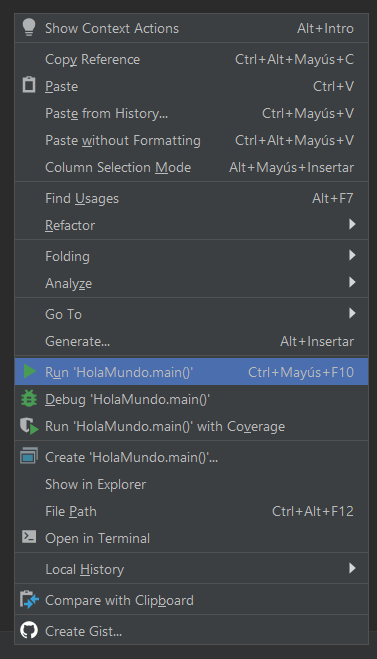 Show Context Actions Alt+Intro
Copy Reference Ctrl+Alt+Mayús+C
Paste Ctrl+V
Paste from History... Ctrl+Mayús+V
Paste without Formatting Ctrl+Alt+Mayús+V
Column Selection Mode Alt+Mayús+Insertar
Find Usages Alt+F7
Refactor
Folding
Analyze
Go To
Generate... Alt+Insertar
Run 'HolaMundo.main()' Ctrl+Mayús+F10
Debug 'HolaMundo.main()'
Run 'HolaMundo.main()' with Coverage
Create 'HolaMundo.main()'...
Show in Explorer
File Path Ctrl+Alt+F12
Open in Terminal
Local History
Compare with Clipboard
Create Gist...